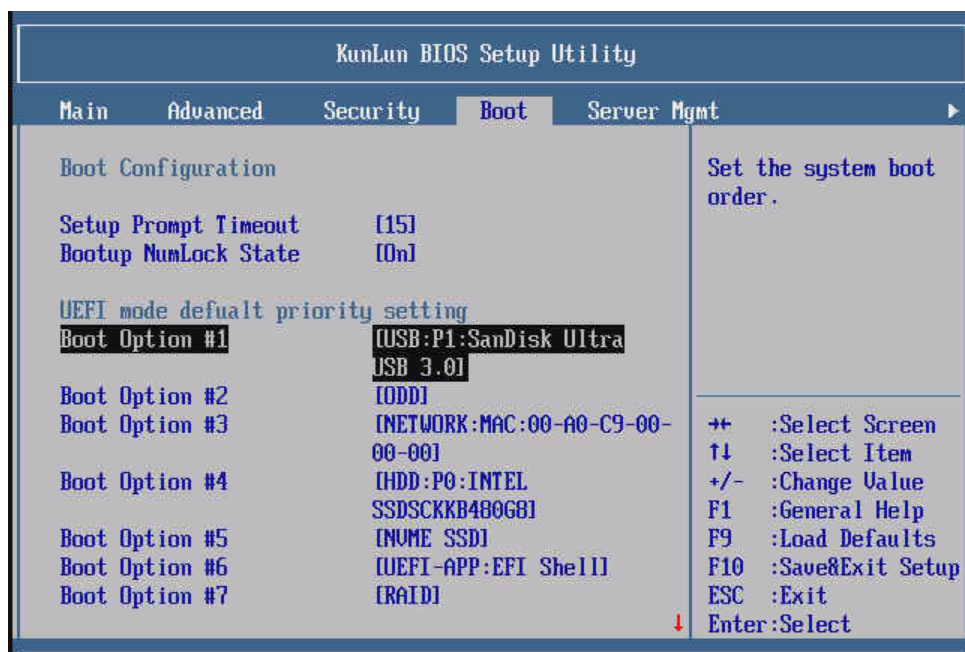 KunLun BIOS Setup Utility
Main Advanced Security Boot Server Mgmt
Boot Configuration
Setup Prompt Timeout [15]
Bootup NumLock State [On]
UEFI mode defualt priority setting
Boot Option #1 [USB:P1:SanDisk Ultra
USB 3.0]
Boot Option #2 [ODD]
Boot Option #3 [NETWORK:MAC:00-A0-C9-00-
00-00]
Boot Option #4 [HDD:P0:INTEL
SSDSCKKB480G8]
Boot Option #5 [NVME SSD]
Boot Option #6 [UEFI-APP:EFI Shell]
Boot Option #7 [RAID]
Set the system boot
order.
→← :Select Screen
↑↓ :Select Item
+/- :Change Value
F1 :General Help
F9 :Load Defaults
F10 :Save&Exit Setup
ESC :Exit
Enter:Select